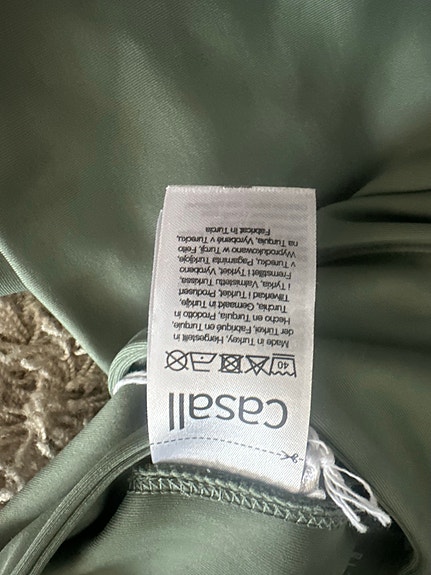 casall
40
Made in Turkey, Hergestellt in
der Türkei, Fabriqué en Turquie,
Hecho en Turquía, Prodotto in
Turchia, Gemaakt in Turkije,
Tillverkad i Turkiet, Produsert
i Tyrkia, Valmistettu Turkissa,
Fremstillet i Tyrkiet, Vyrobeno
v Turecku, Pagaminta Turkijoje,
Wyprodukowano w Turcji, Feito
na Turquia, Vyrobené v Turecku,
Fabricat în Turcia